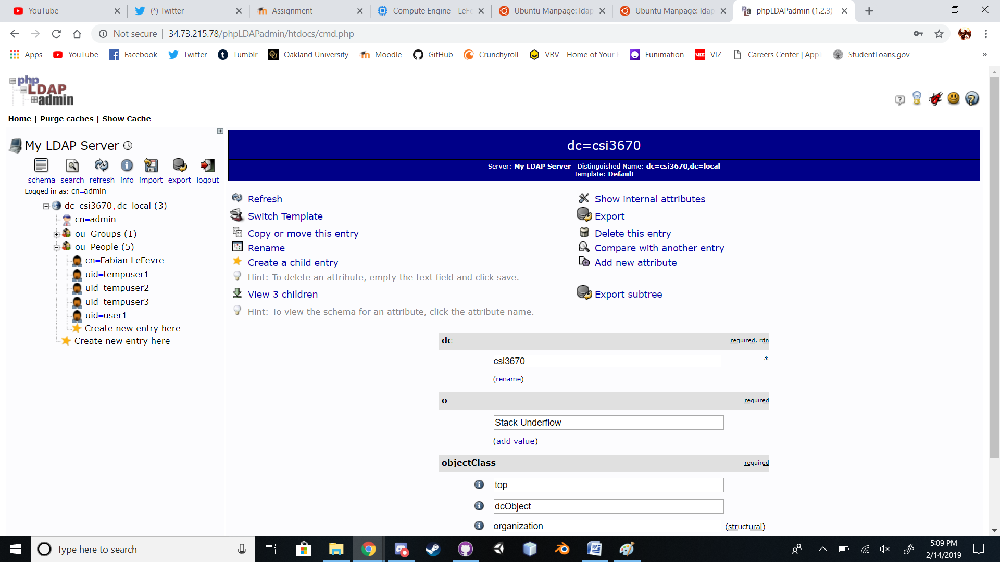 YouTube
(*) Twitter
Assignment
Compute Engine - LeFe
Ubuntu Manpage: ldap
Ubuntu Manpage: ldap
phpLDAPadmin (1.2.3)
Not secure | 34.73.215.78/phpLDAPadmin/htdocs/cmd.php
Apps YouTube Facebook Twitter Tumblr Oakland University Moodle GitHub Crunchyroll VRV - Home of Your Funimation VIZ Careers Center | Appl StudentLoans.gov »
php
LDAP
admin
Home | Purge caches | Show Cache
My LDAP Server
schema search refresh info import export logout
Logged in as: cn=admin
dc=csi3670,dc=local (3)
cn=admin
ou=Groups (1)
ou=People (5)
cn=Fabian LeFevre
uid=tempuser1
uid=tempuser2
uid=tempuser3
uid=user1
Create new entry here
Create new entry here
dc=csi3670
Server: My LDAP Server Distinguished Name: dc=csi3670,dc=local
Template: Default
Refresh
Show internal attributes
Switch Template
Export
Copy or move this entry
Delete this entry
Rename
Compare with another entry
Create a child entry
Add new attribute
Hint: To delete an attribute, empty the text field and click save.
View 3 children
Export subtree
Hint: To view the schema for an attribute, click the attribute name.
dc required, rdn
csi3670 *
(rename)
o required
Stack Underflow
(add value)
objectClass required
top
dcObject
organization (structural)
Type here to search
5:09 PM
2/14/2019